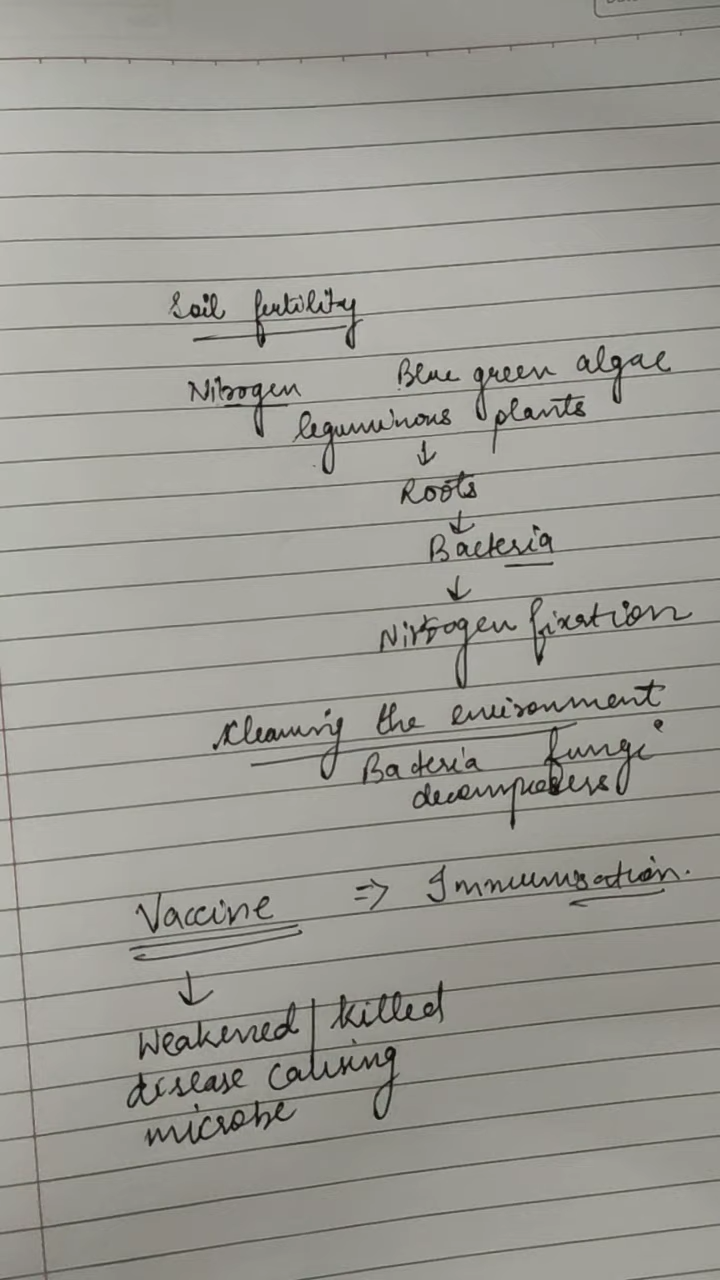 Soil fertility
Nitrogen Blue green algae
leguminous plants
↓
Roots
↓
Bacteria
↓
Nitrogen fixation
Cleaning the environment
Bacteria fungi
decomposers
Vaccine ⇒ Immunization.
↓
Weakened / killed
disease causing
microbe